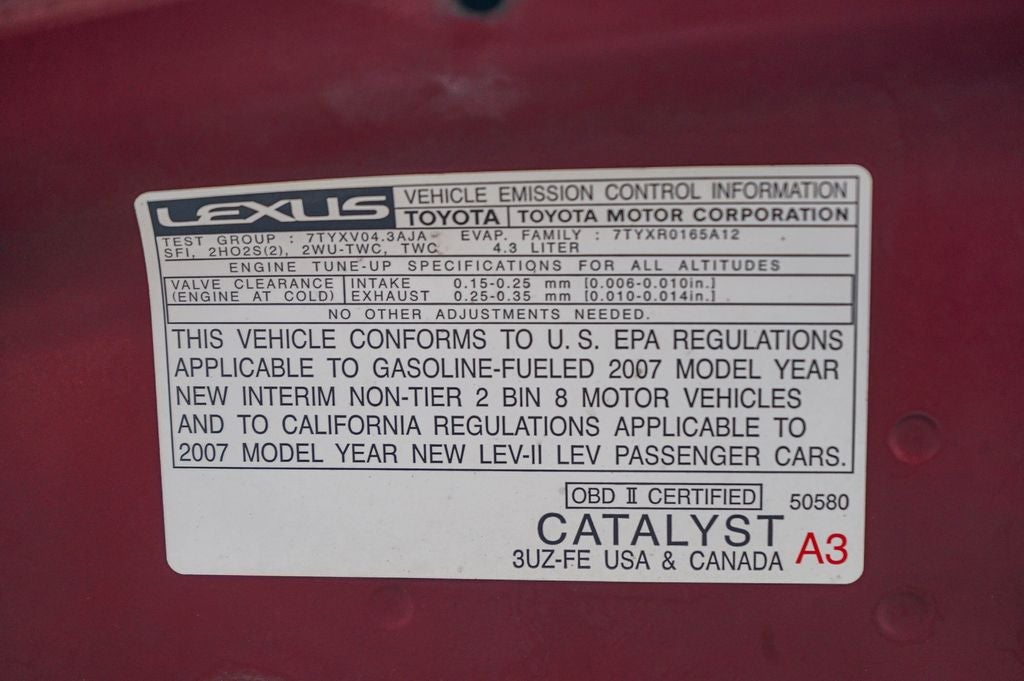 LEXUS VEHICLE EMISSION CONTROL INFORMATION
TOYOTA TOYOTA MOTOR CORPORATION
TEST GROUP : 7TYXV04.3AJA EVAP. FAMILY : 7TYXR0165A12
SFI, 2HO2S(2), 2WU-TWC, TWC 4.3 LITER
ENGINE TUNE-UP SPECIFICATIONS FOR ALL ALTITUDES
VALVE CLEARANCE INTAKE 0.15-0.25 mm [0.006-0.010in.]
(ENGINE AT COLD) EXHAUST 0.25-0.35 mm [0.010-0.014in.]
NO OTHER ADJUSTMENTS NEEDED.
THIS VEHICLE CONFORMS TO U.S. EPA REGULATIONS
APPLICABLE TO GASOLINE-FUELED 2007 MODEL YEAR
NEW INTERIM NON-TIER 2 BIN 8 MOTOR VEHICLES
AND TO CALIFORNIA REGULATIONS APPLICABLE TO
2007 MODEL YEAR NEW LEV-II LEV PASSENGER CARS.
OBD II CERTIFIED 50580
CATALYST
3UZ-FE USA & CANADA A3